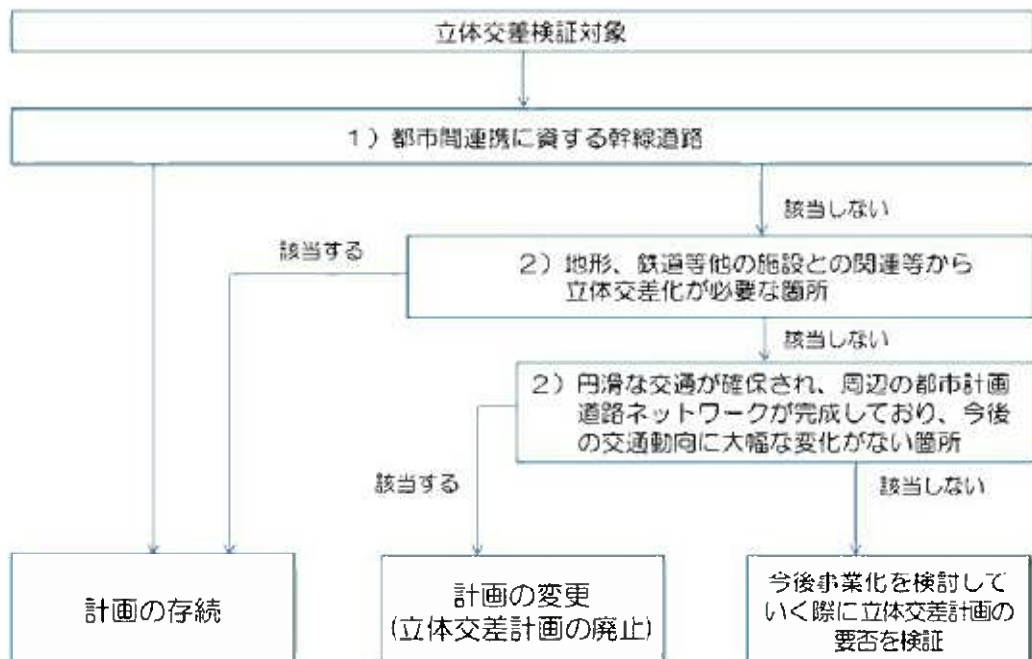 立体交差検証対象
1）都市間連携に資する幹線道路
該当しない
該当する
2）地形、鉄道等他の施設との関連等から
立体交差化が必要な箇所
該当しない
2）円滑な交通が確保され、周辺の都市計画
道路ネットワークが完成しており、今後
の交通動向に大幅な変化がない箇所
該当する
該当しない
計画の存続
計画の変更
(立体交差計画の廃止)
今後事業化を検討して
いく際に立体交差計画の
要否を検証